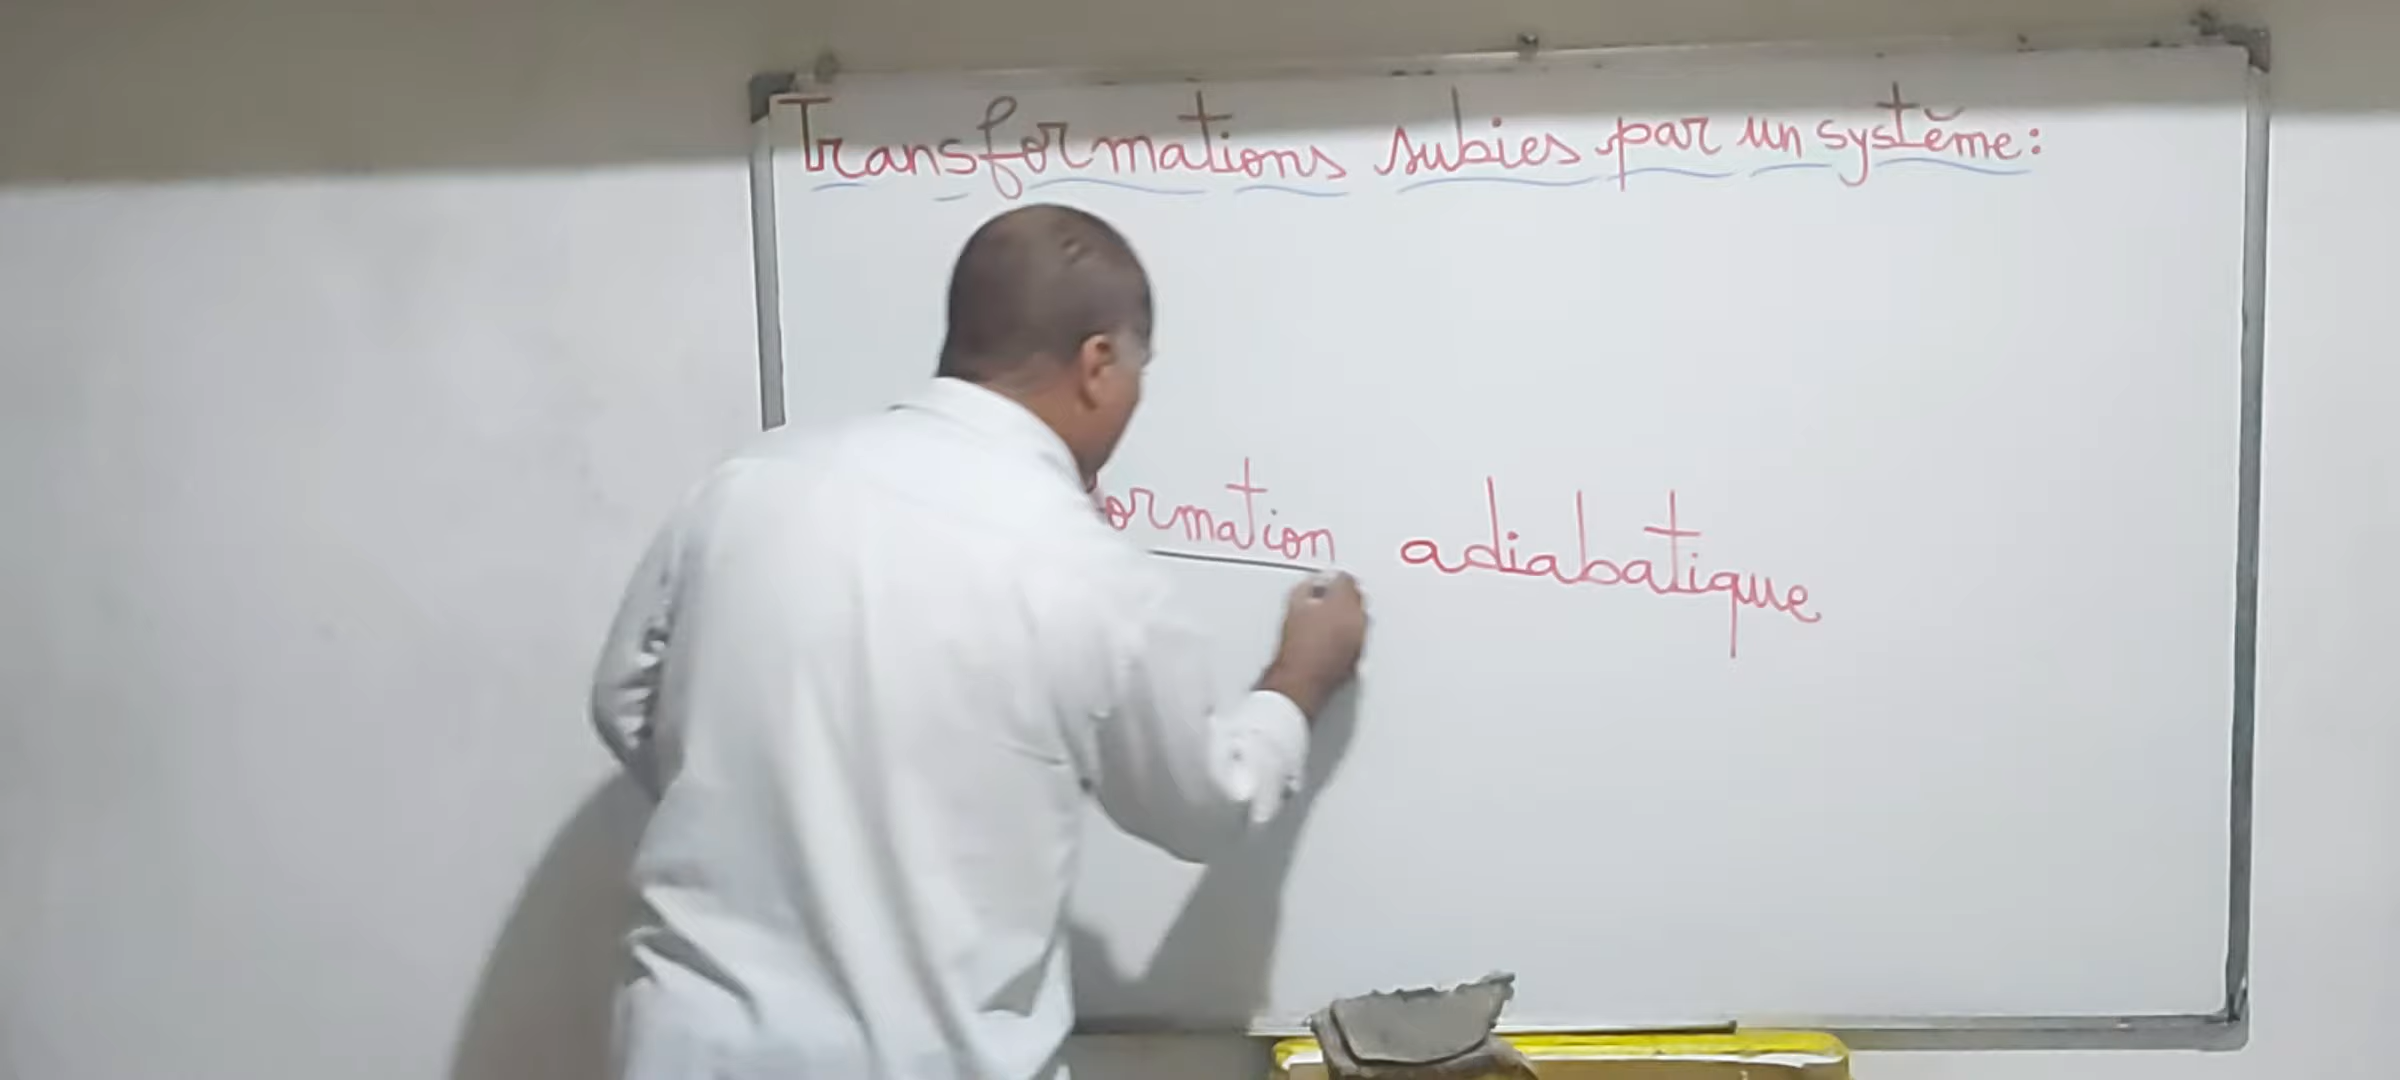 Transformations subies par un système:
ormation adiabatique